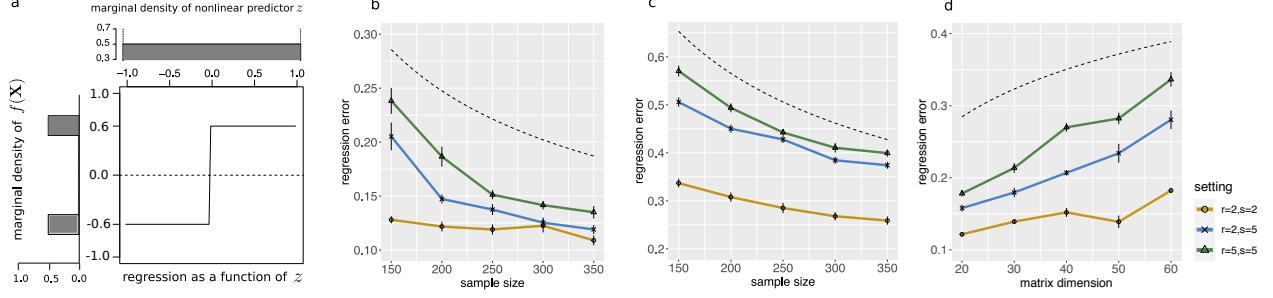 a
marginal density of nonlinear predictor z
0.7
0.5
0.3
-1.0 -0.5 0.0 0.5 1.0
marginal density of f(X)
1.0
0.6
0.0
-0.6
-1.0
1.0 0.5 0.0
regression as a function of z
b
regression error
0.30
0.25
0.20
0.15
0.10
150 200 250 300 350
sample size
c
regression error
0.6
0.5
0.4
0.3
0.2
150 200 250 300 350
sample size
d
regression error
0.4
0.3
0.2
0.1
20 30 40 50 60
matrix dimension
setting
r=2,s=2
r=2,s=5
r=5,s=5